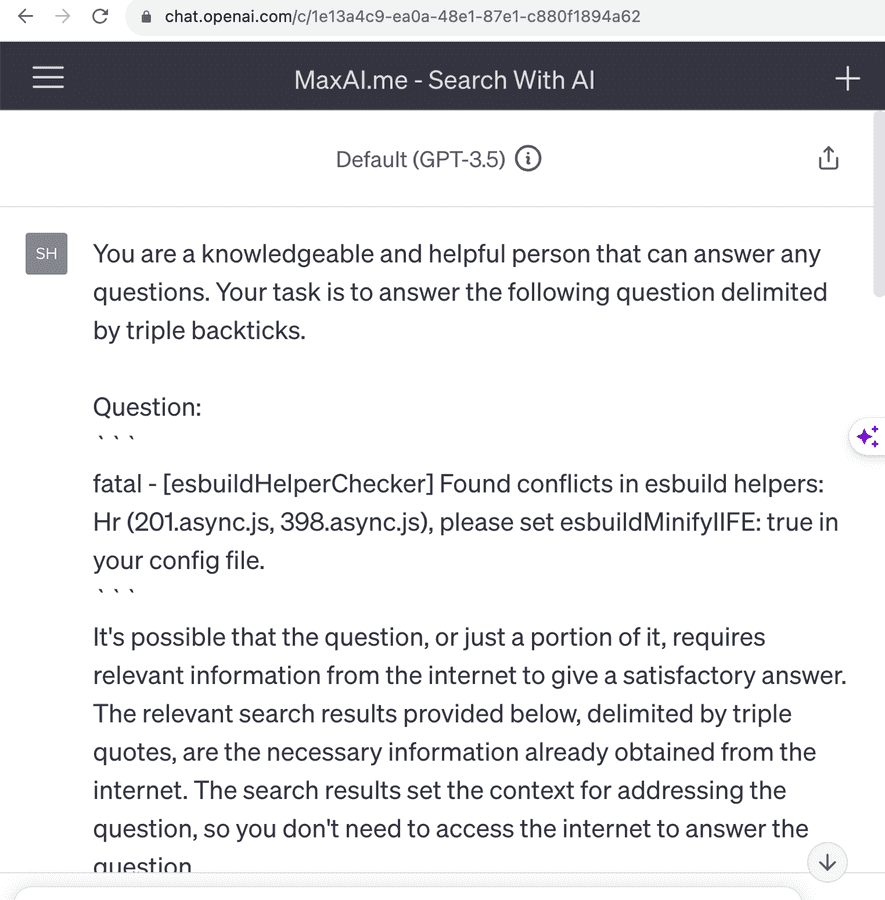 chat.openai.com/c/1e13a4c9-ea0a-48e1-87e1-c880f1894a62
MaxAI.me - Search With AI
Default (GPT-3.5)
SH
You are a knowledgeable and helpful person that can answer any
questions. Your task is to answer the following question delimited
by triple backticks.
Question:
```
fatal - [esbuildHelperChecker] Found conflicts in esbuild helpers:
Hr (201.async.js, 398.async.js), please set esbuildMinifyIIFE: true in
your config file.
```
It's possible that the question, or just a portion of it, requires
relevant information from the internet to give a satisfactory answer.
The relevant search results provided below, delimited by triple
quotes, are the necessary information already obtained from the
internet. The search results set the context for addressing the
question, so you don't need to access the internet to answer the
question